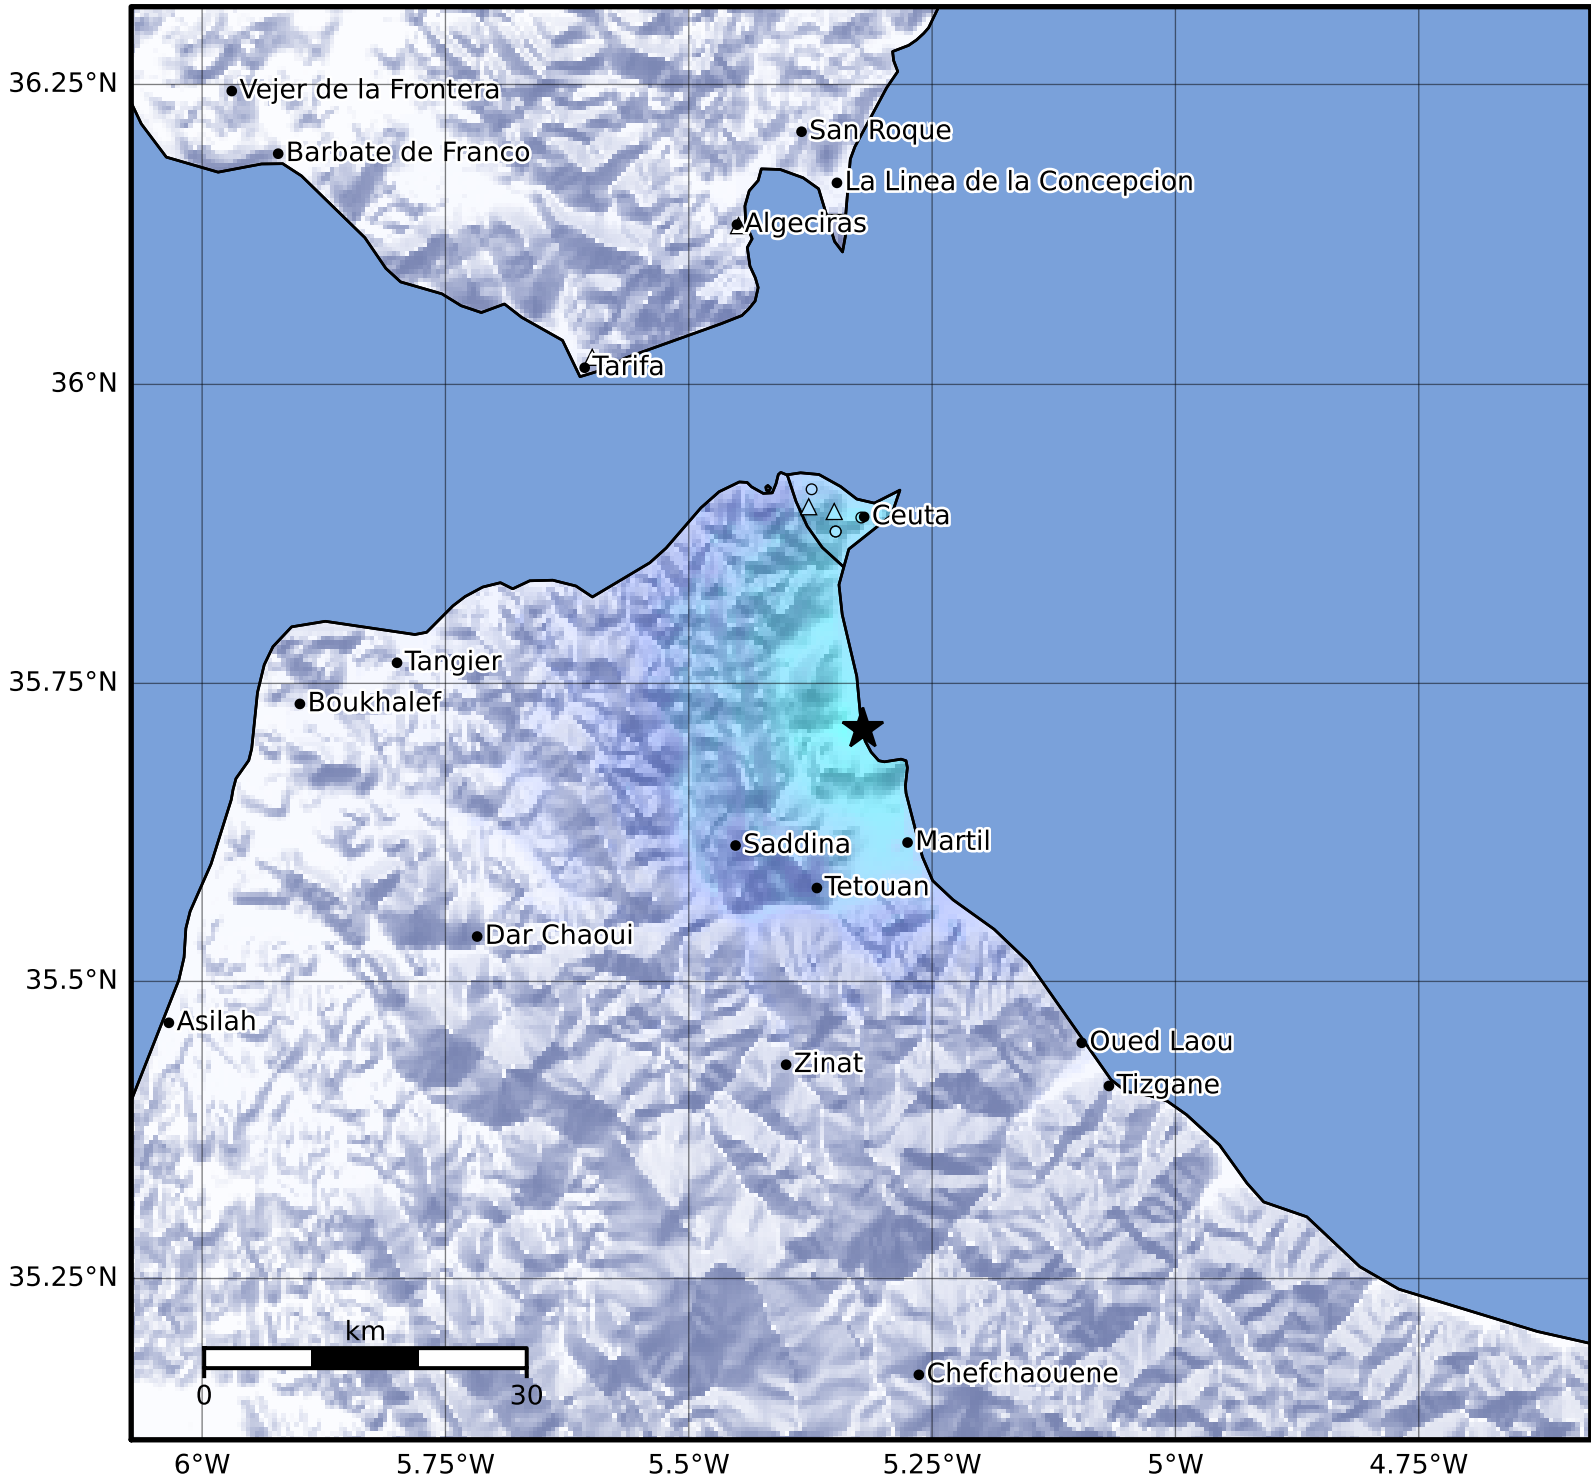 36.25°N
Vejer de la Frontera
San Roque
Barbate de Franco
La Linea de la Concepcion
Algeciras
Tarifa
36°N
Ceuta
Tangier
35.75°N
Boukhalef
Saddina
Martil
Tetouan
Dar Chaoui
35.5°N
Asilah
Oued Laou
Zinat
Tizgane
35.25°N
km
0
30
Chefchaouene
6°W
5.75°W
5.5°W
5.25°W
5°W
4.75°W